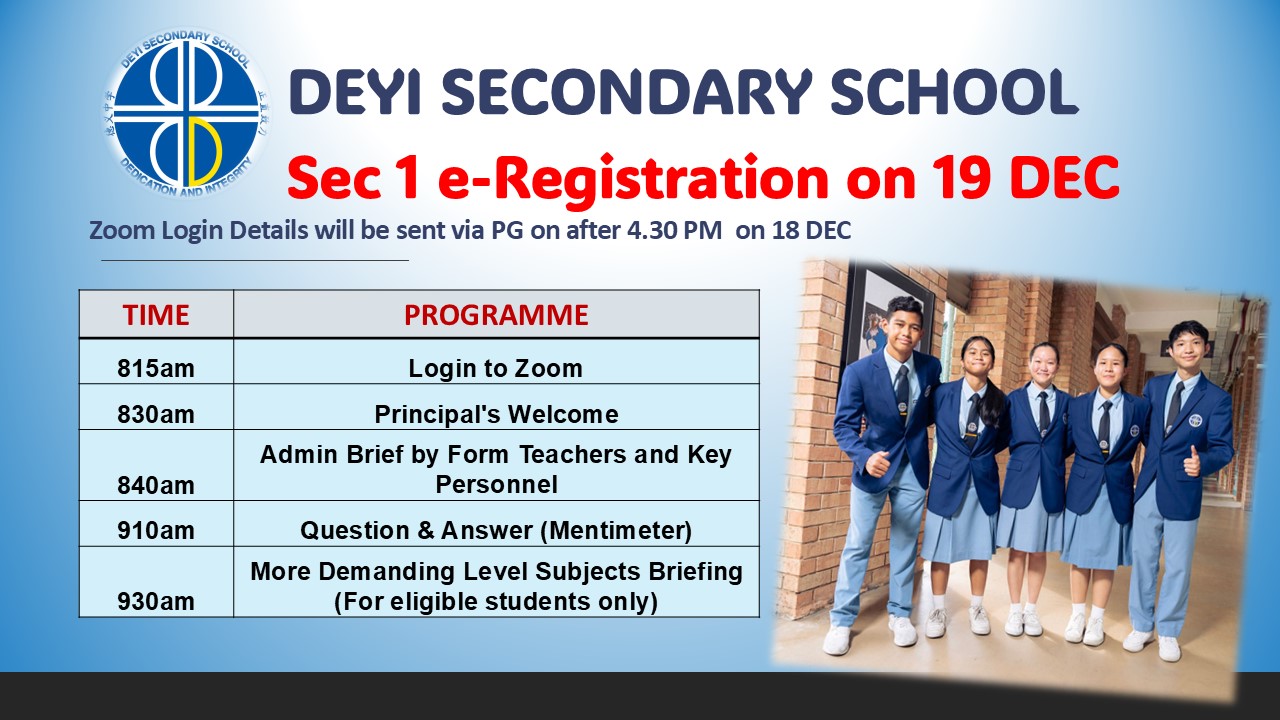 DEYI SECONDARY SCHOOL
DEDICATION AND INTEGRITY
DEYI SECONDARY SCHOOL
Sec 1 e-Registration on 19 DEC
Zoom Login Details will be sent via PG on after 4.30 PM on 18 DEC
TIME PROGRAMME
815am Login to Zoom
830am Principal's Welcome
Admin Brief by Form Teachers and Key
840am Personnel
910am Question & Answer (Mentimeter)
More Demanding Level Subjects Briefing
930am (For eligible students only)